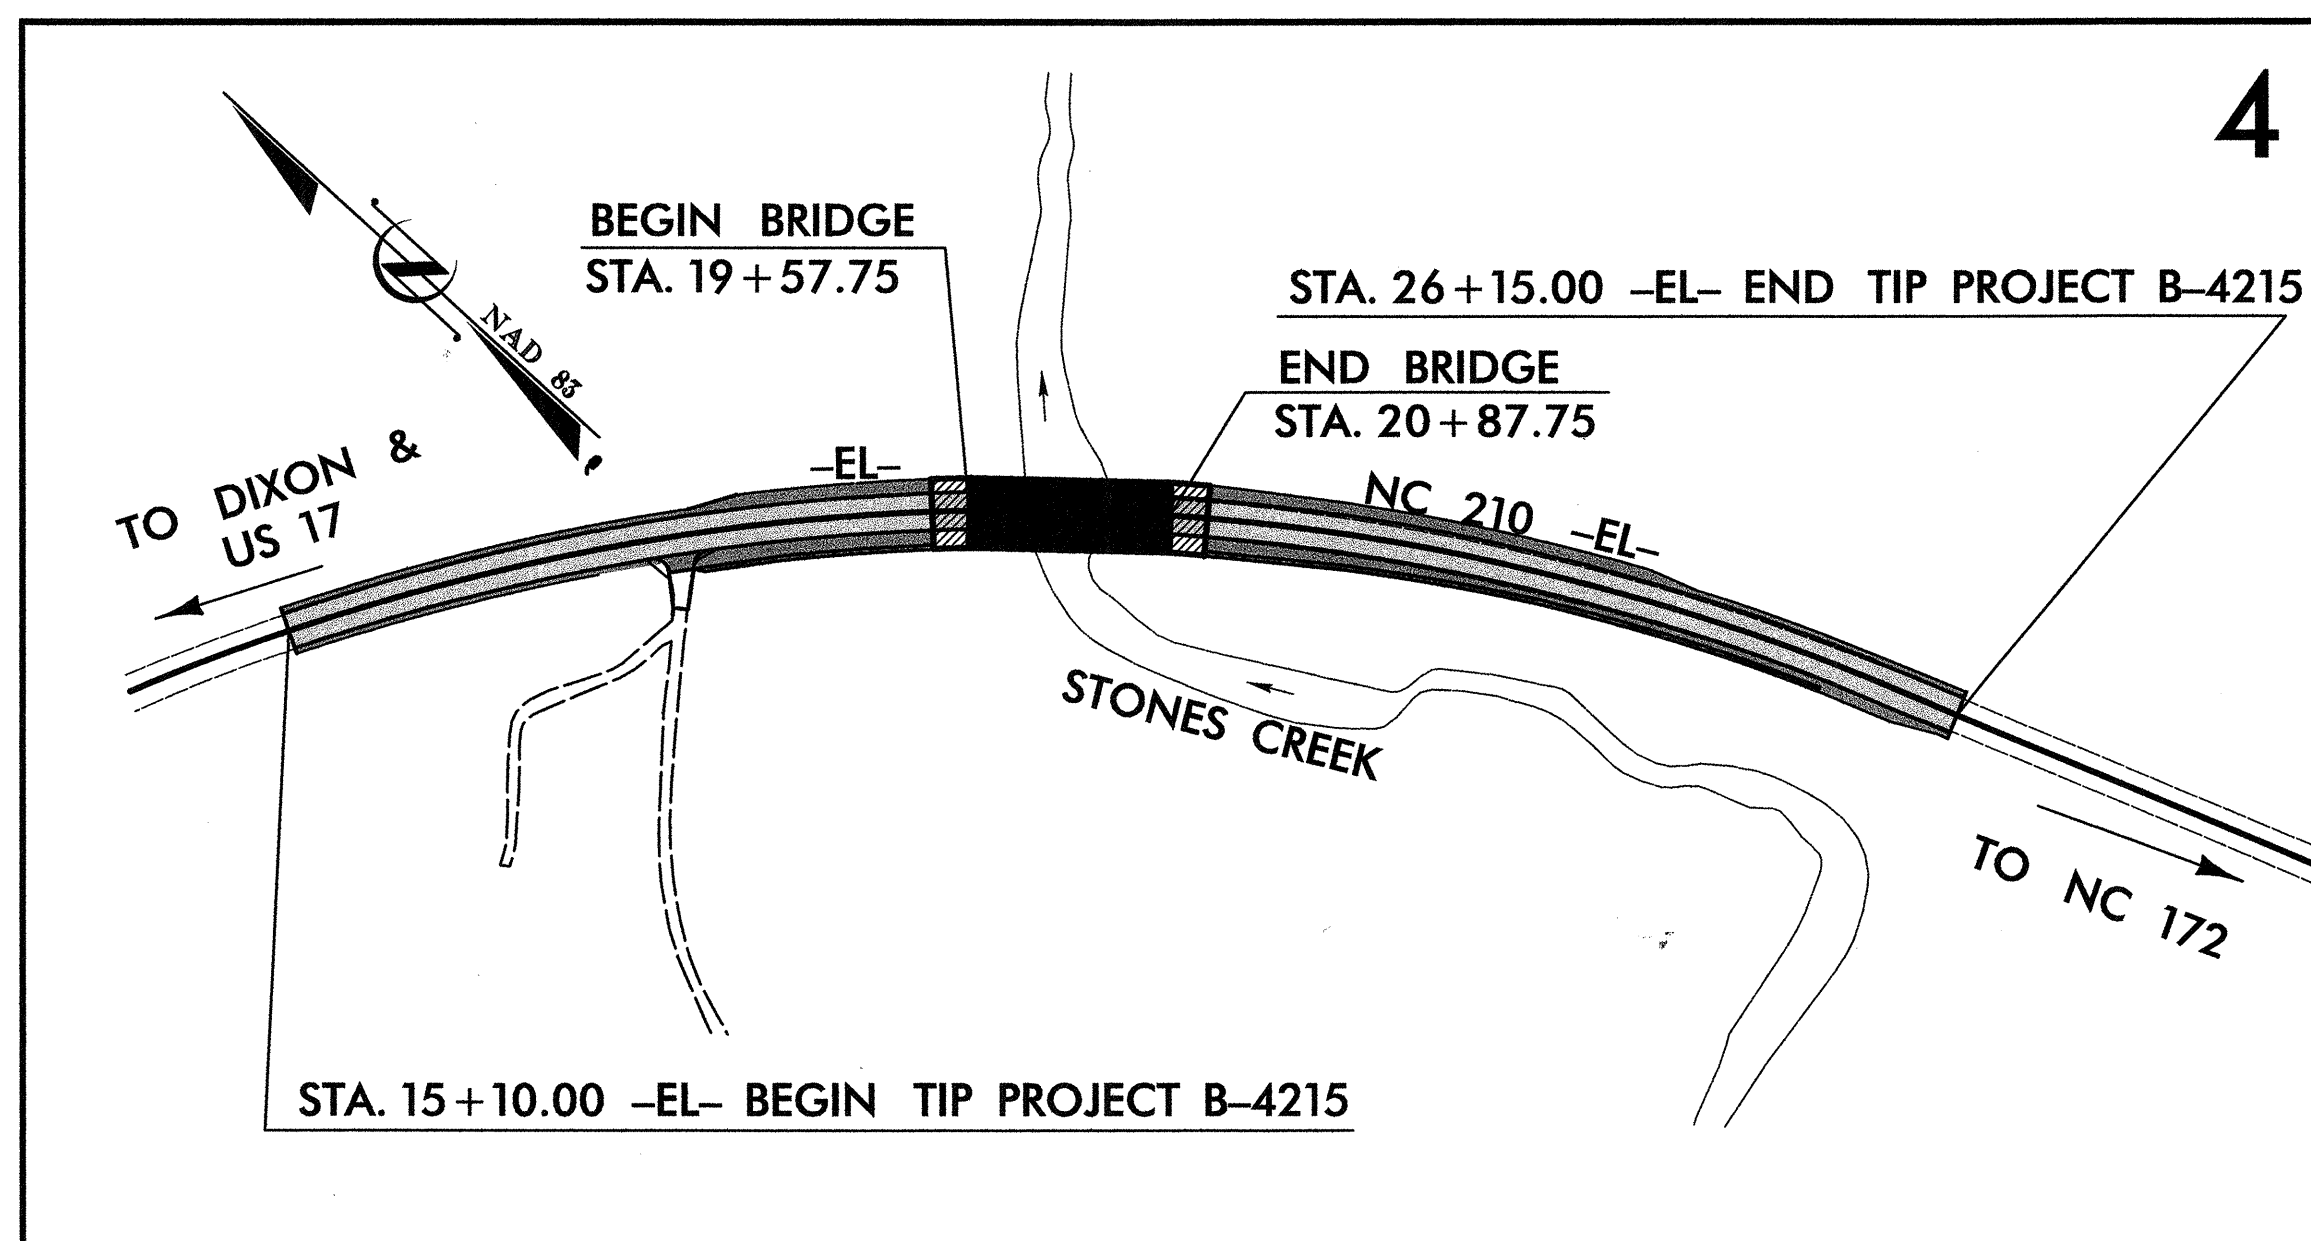 4
BEGIN BRIDGE
STA. 19+57.75
STA. 26+15.00 –EL– END TIP PROJECT B–4215
END BRIDGE
STA. 20+87.75
N
NAD 83
TO DIXON &
US 17
–EL–
NC 210 –EL–
STONES CREEK
TO NC 172
STA. 15+10.00 –EL– BEGIN TIP PROJECT B–4215